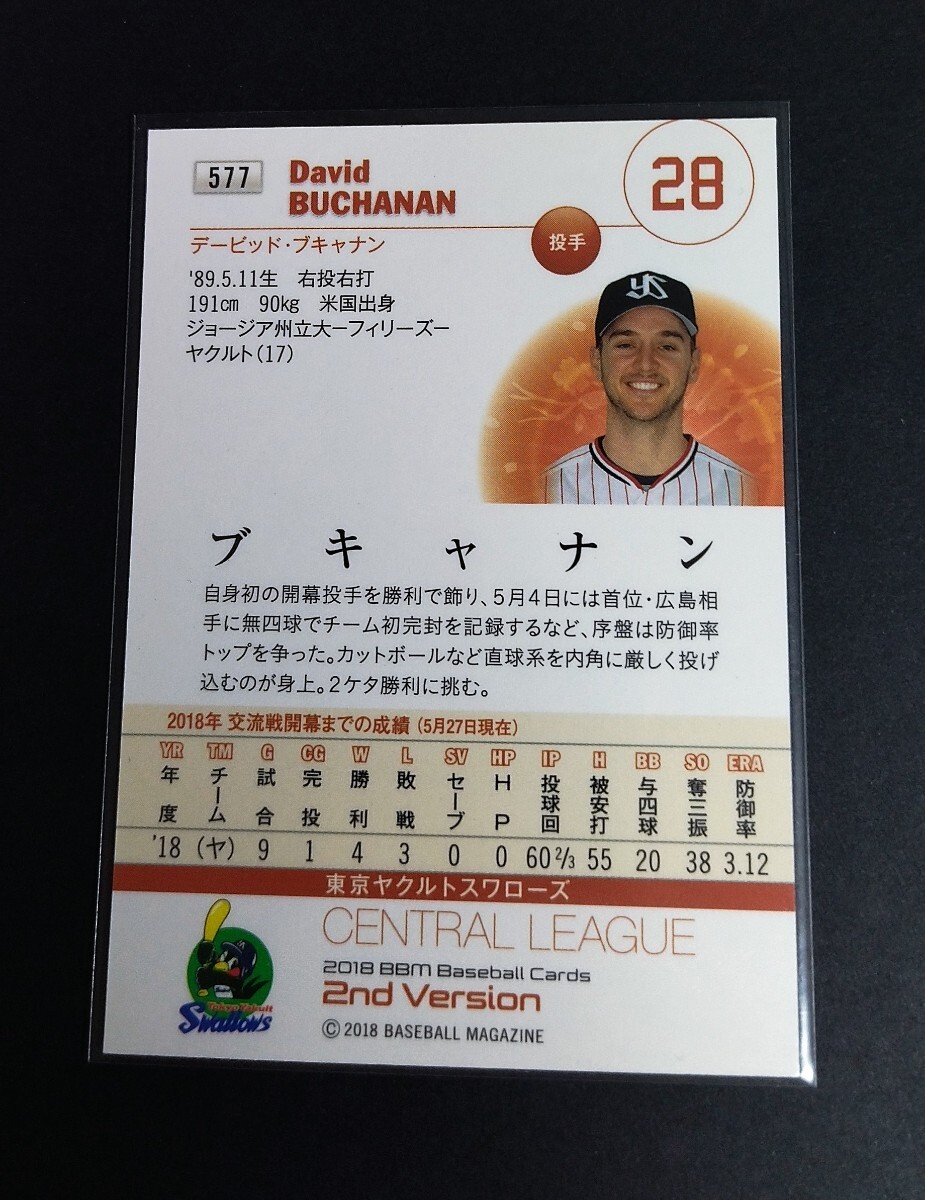 577
David
BUCHANAN
28
デービッド・ブキャナン
投手
'89.5.11生 右投右打
191cm 90kg 米国出身
ジョージア州立大ーフィリーズー
ヤクルト(17)
YS
ブキャナン
自身初の開幕投手を勝利で飾り、5月4日には首位・広島相
手に無四球でチーム初完封を記録するなど、序盤は防御率
トップを争った。カットボールなど直球系を内角に厳しく投げ
込むのが身上。2ケタ勝利に挑む。
2018年 交流戦開幕までの成績 (5月27日現在)
YR TM G CG W L SV HP IP H BB SO ERA
年度 チーム 試合 完投 勝利 敗戦 セーブ HP 投球回 被安打 与四球 奪三振 防御率
'18 (ヤ) 9 1 4 3 0 0 60 2/3 55 20 38 3.12
東京ヤクルトスワローズ
CENTRAL LEAGUE
2018 BBM Baseball Cards
2nd Version
© 2018 BASEBALL MAGAZINE
Tokyo Yakult
Swallows